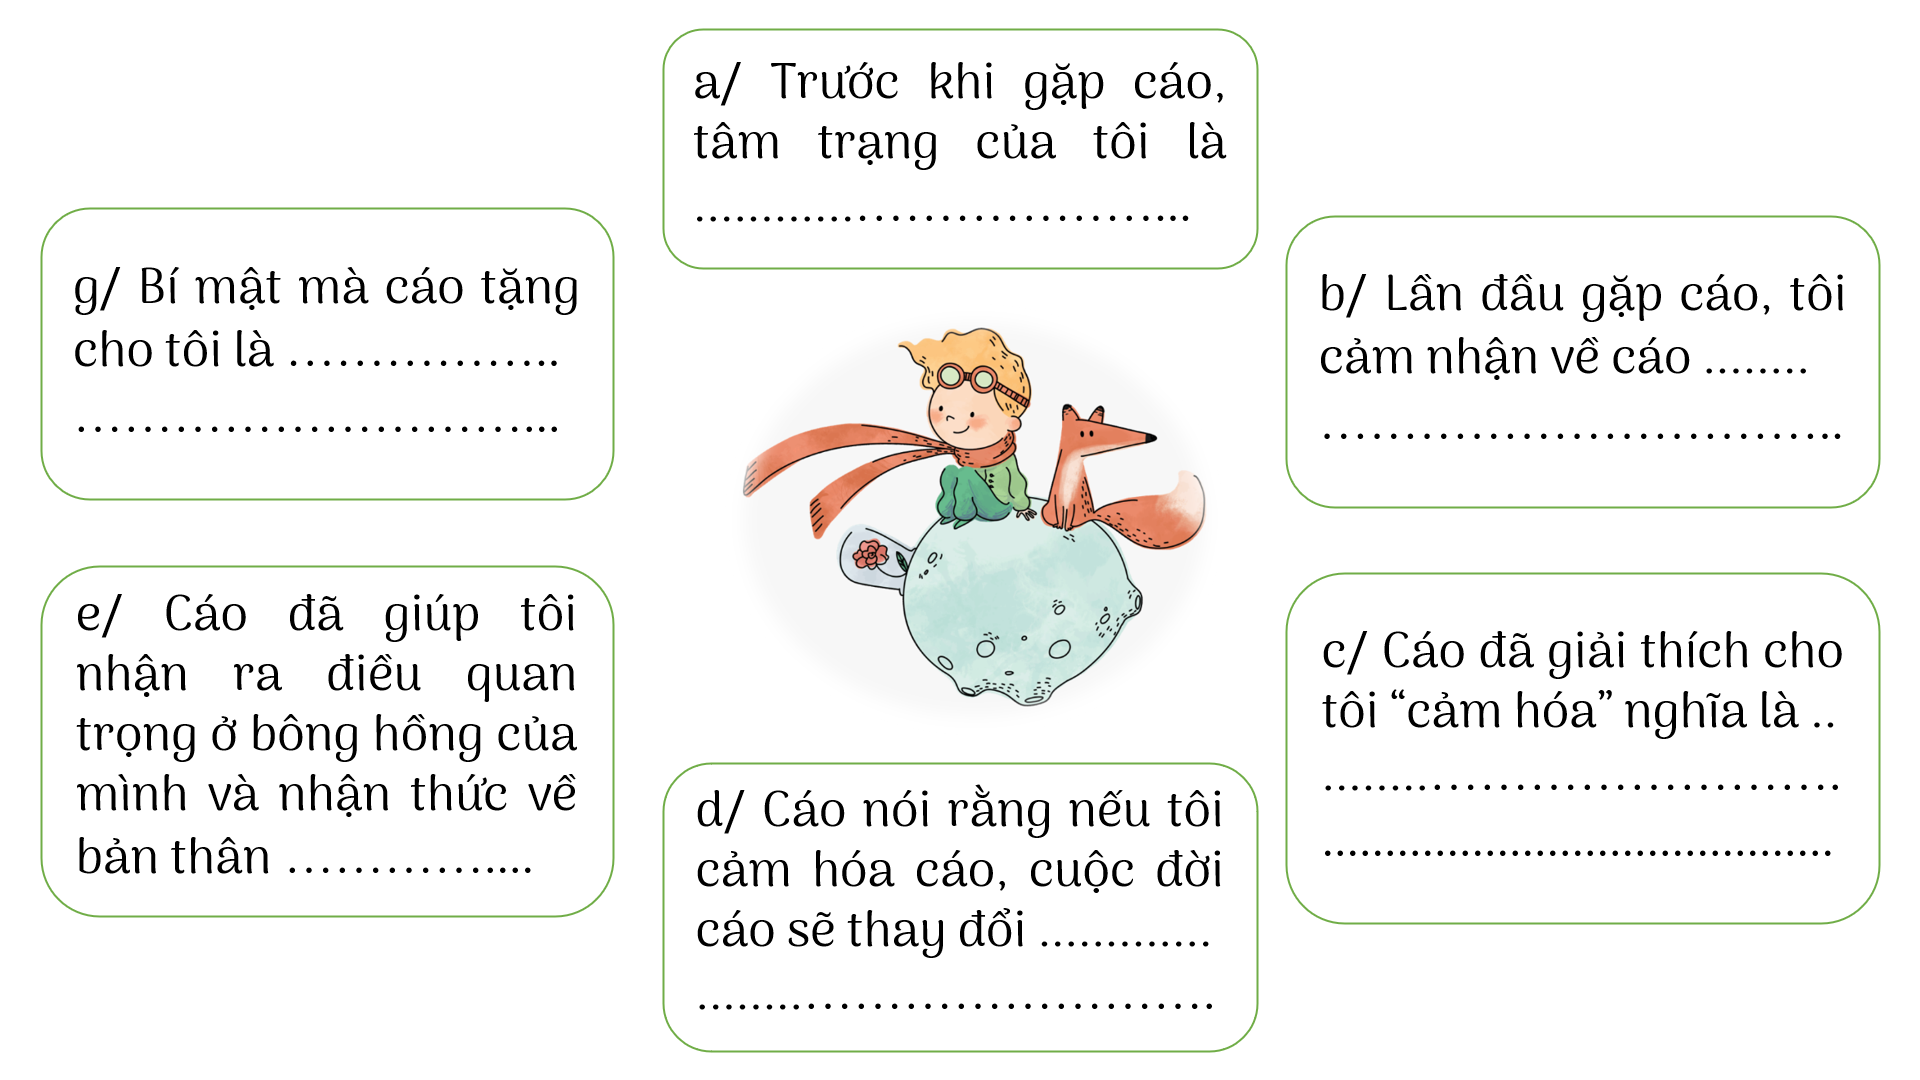 a/ Trước khi gặp cáo,
tâm trạng của tôi là
............…………………………...
b/ Lần đầu gặp cáo, tôi
cảm nhận về cáo ........
……………………………………………..
c/ Cáo đã giải thích cho
tôi “cảm hóa” nghĩa là ..
........…………………………………….
.......................................
d/ Cáo nói rằng nếu tôi
cảm hóa cáo, cuộc đời
cáo sẽ thay đổi .............
........…………………………………….
e/ Cáo đã giúp tôi
nhận ra điều quan
trọng ở bông hồng của
mình và nhận thức về
bản thân …………………....
g/ Bí mật mà cáo tặng
cho tôi là ………………………..
………………………………………...